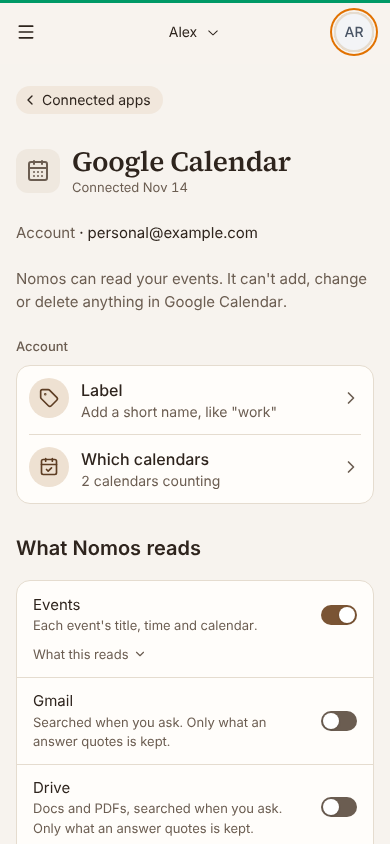 Alex
AR
Connected apps
Google Calendar
Connected Nov 14
Account · personal@example.com
Nomos can read your events. It can't add, change
or delete anything in Google Calendar.
Account
Label
Add a short name, like "work"
Which calendars
2 calendars counting
What Nomos reads
Events
Each event's title, time and calendar.
What this reads
Gmail
Searched when you ask. Only what an
answer quotes is kept.
Drive
Docs and PDFs, searched when you ask.
Only what an answer quotes is kept.